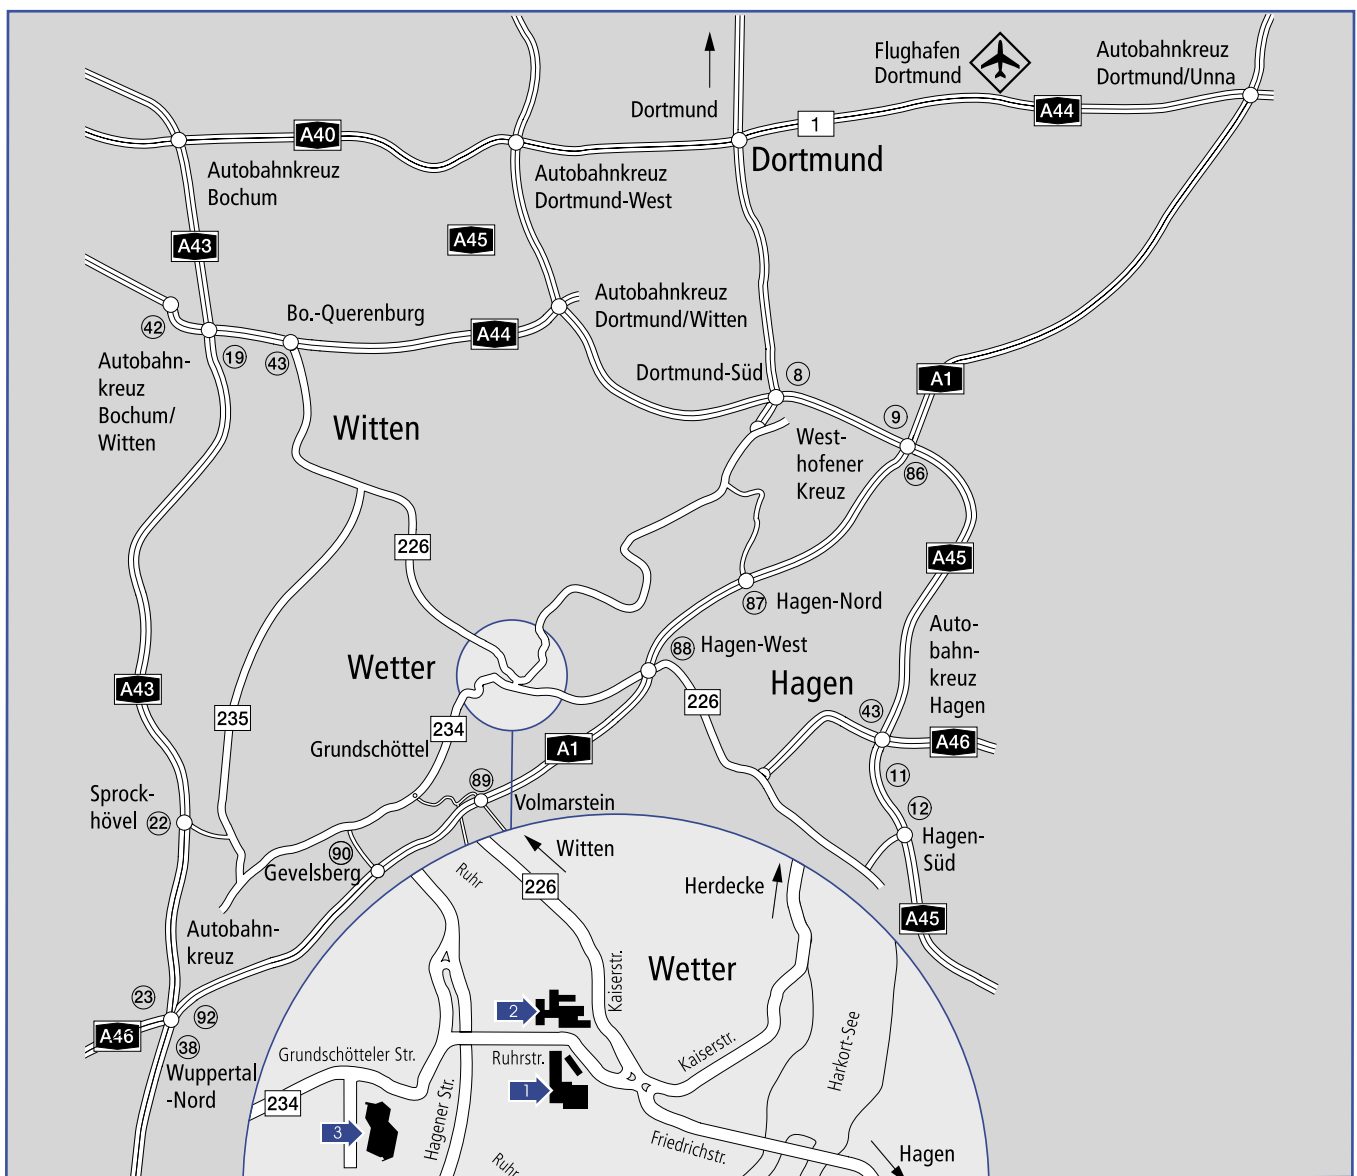 Flughafen
Dortmund
Autobahnkreuz
Dortmund/Unna
Dortmund
A40
1
A44
Dortmund
Autobahnkreuz
Bochum
Autobahnkreuz
Dortmund-West
A43
A45
Bo.-Querenburg
Autobahnkreuz
Dortmund/Witten
42
A44
19
43
Autobahn-
kreuz
Bochum/
Witten
Dortmund-Süd
8
A1
Witten
9
West-
hofener
Kreuz
86
226
A45
87
Hagen-Nord
Auto-
bahn-
kreuz
Hagen
88
Hagen-West
Wetter
Hagen
A43
235
234
226
43
Grundschöttel
A1
A46
89
11
Sprock-
hövel
22
Volmarstein
12
Hagen-
Süd
90
Gevelsberg
Ruhr
Witten
226
Herdecke
A45
Autobahn-
kreuz
Kaiserstr.
Wetter
23
92
A46
38
Wuppertal
-Nord
2
Grundschötteler Str.
Ruhrstr.
Kaiserstr.
Harkort-See
1
234
3
Hagener Str.
Friedrichstr.
Ruhr
Hagen